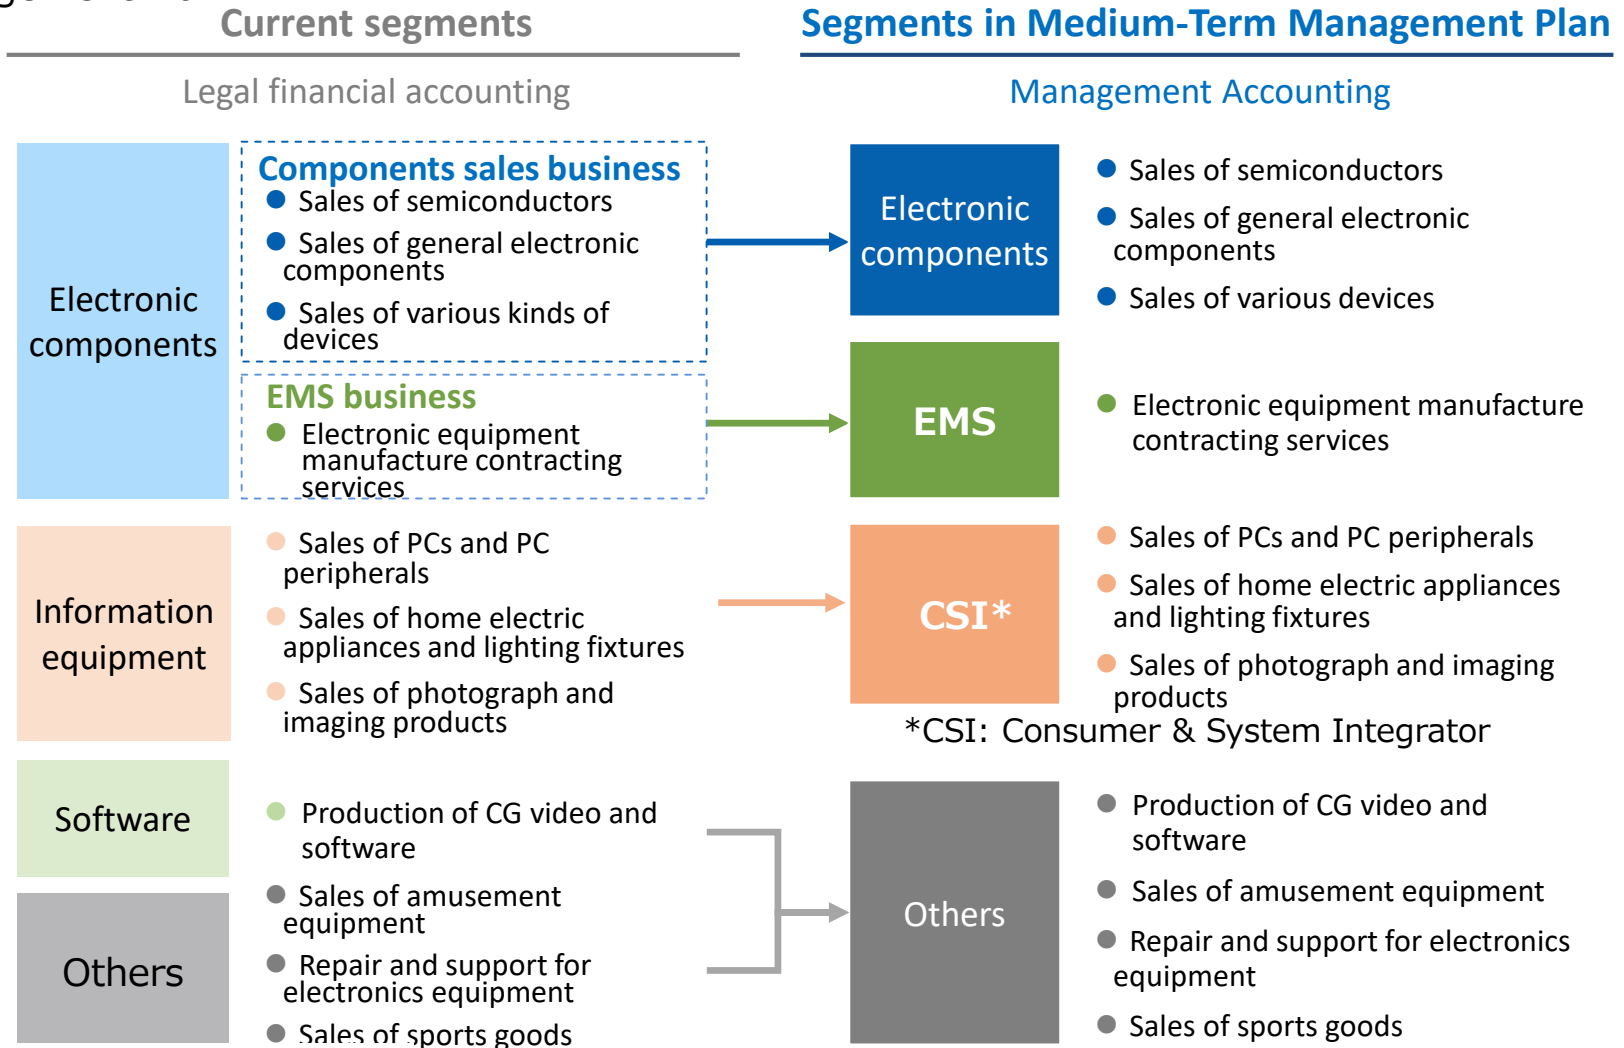 Current segments
Segments in Medium-Term Management Plan
Legal financial accounting
Management Accounting
Electronic
components
Components sales business
● Sales of semiconductors
● Sales of general electronic
components
● Sales of various kinds of
devices
EMS business
● Electronic equipment
manufacture contracting
services
Electronic
components
● Sales of semiconductors
● Sales of general electronic
components
● Sales of various devices
EMS
● Electronic equipment manufacture
contracting services
Information
equipment
● Sales of PCs and PC
peripherals
● Sales of home electric
appliances and lighting fixtures
● Sales of photograph and
imaging products
CSI*
● Sales of PCs and PC peripherals
● Sales of home electric appliances
and lighting fixtures
● Sales of photograph and imaging
products
*CSI: Consumer & System Integrator
Software
● Production of CG video and
software
Others
● Sales of amusement
equipment
● Repair and support for
electronics equipment
● Sales of sports goods
Others
● Production of CG video and
software
● Sales of amusement equipment
● Repair and support for electronics
equipment
● Sales of sports goods